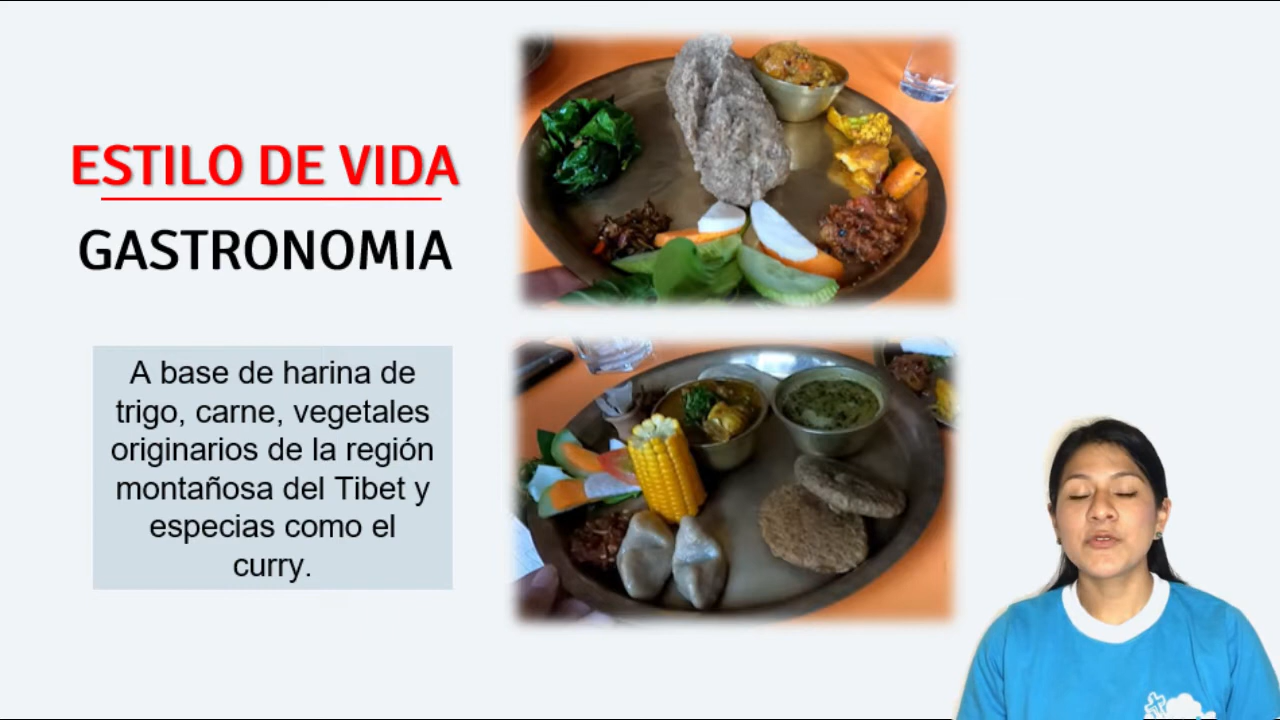 ESTILO DE VIDA
GASTRONOMIA
A base de harina de
trigo, carne, vegetales
originarios de la región
montañosa del Tibet y
especias como el
curry.